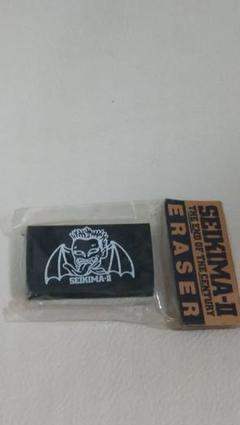 SEIKIMA-II
SEIKIMA-II
THE END OF THE CENTURY
ERASER